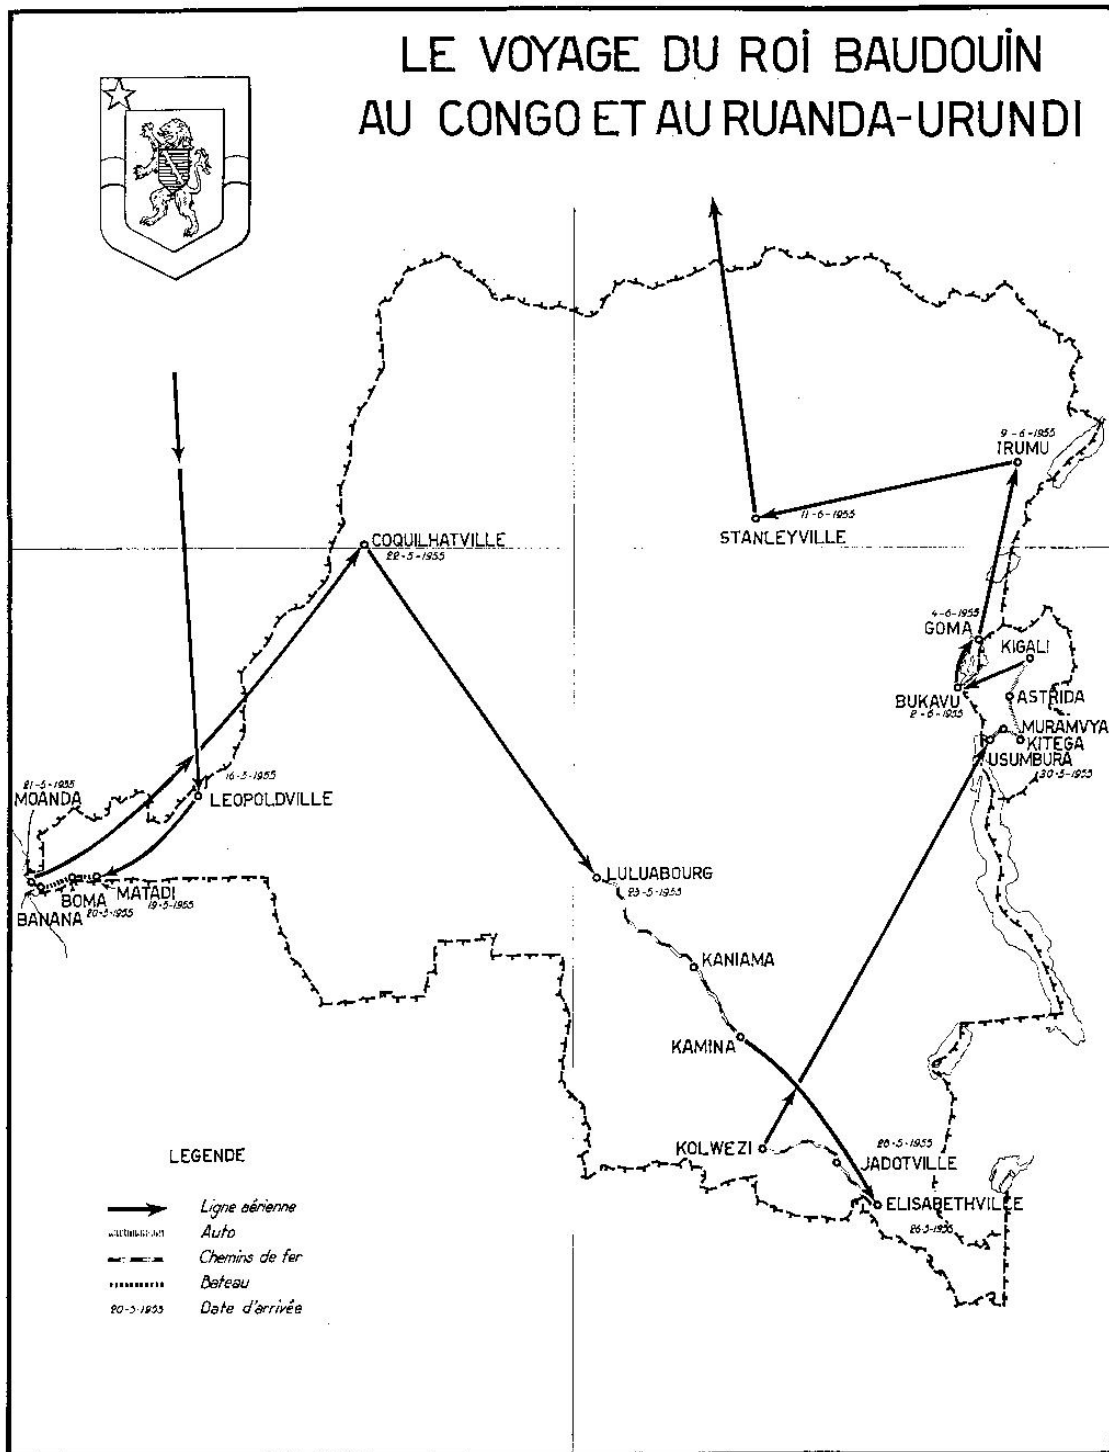 LE VOYAGE DU ROI BAUDOUIN
AU CONGO ET AU RUANDA-URUNDI
9-6-1955
IRUMU
11-6-1955
STANLEYVILLE
COQUILHATVILLE
22-5-1955
4-6-1955
GOMA
KIGALI
BUKAVU
2-6-1955
ASTRIDA
MURAMVYA
KITEGA
USUMBURA
30-5-1955
16-5-1955
LEOPOLDVILLE
21-5-1955
MOANDA
BANANA
BOMA
20-5-1955
MATADI
19-5-1955
LULUABOURG
23-5-1955
KANIAMA
KAMINA
KOLWEZI
28-5-1955
JADOTVILLE
ELISABETHVILLE
26-5-1955
LEGENDE
Ligne aérienne
Auto
Chemins de fer
Bateau
20-5-1955 Date d'arrivée